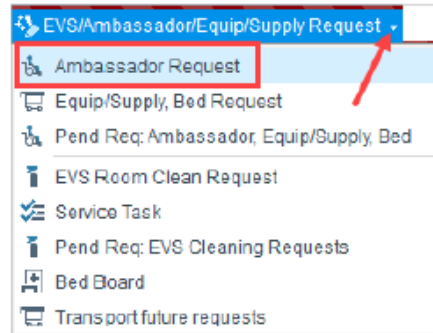 EVS/Ambassador/Equip/Supply Request
Ambassador Request
Equip/Supply, Bed Request
Pend Req: Ambassador, Equip/Supply, Bed
EVS Room Clean Request
Service Task
Pend Req: EVS Cleaning Requests
Bed Board
Transport future requests